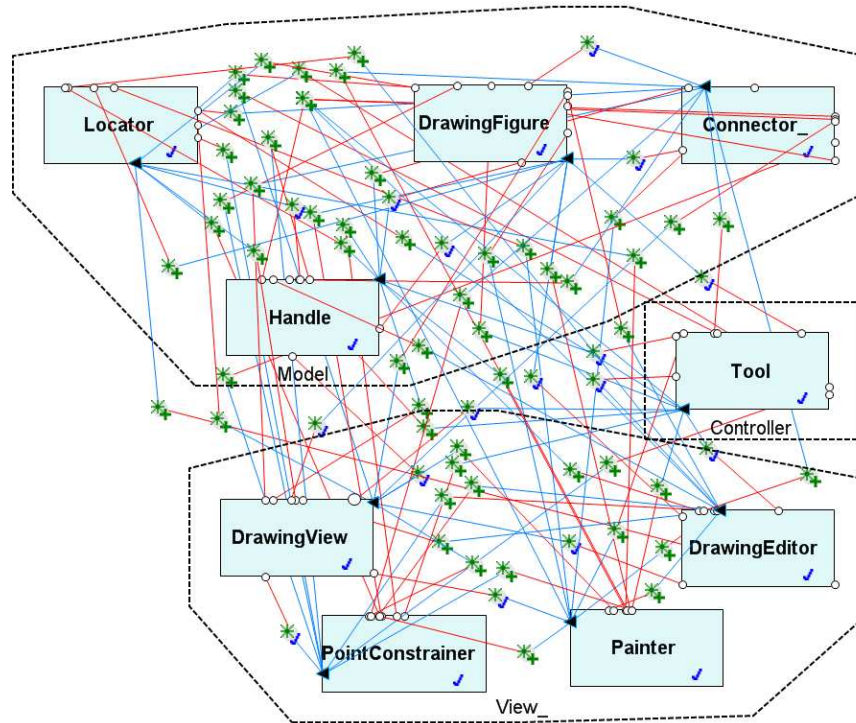 Locator
DrawingFigure
Connector_
Handle
Model
Tool
Controller
DrawingView
DrawingEditor
PointConstrainer
Painter
View_